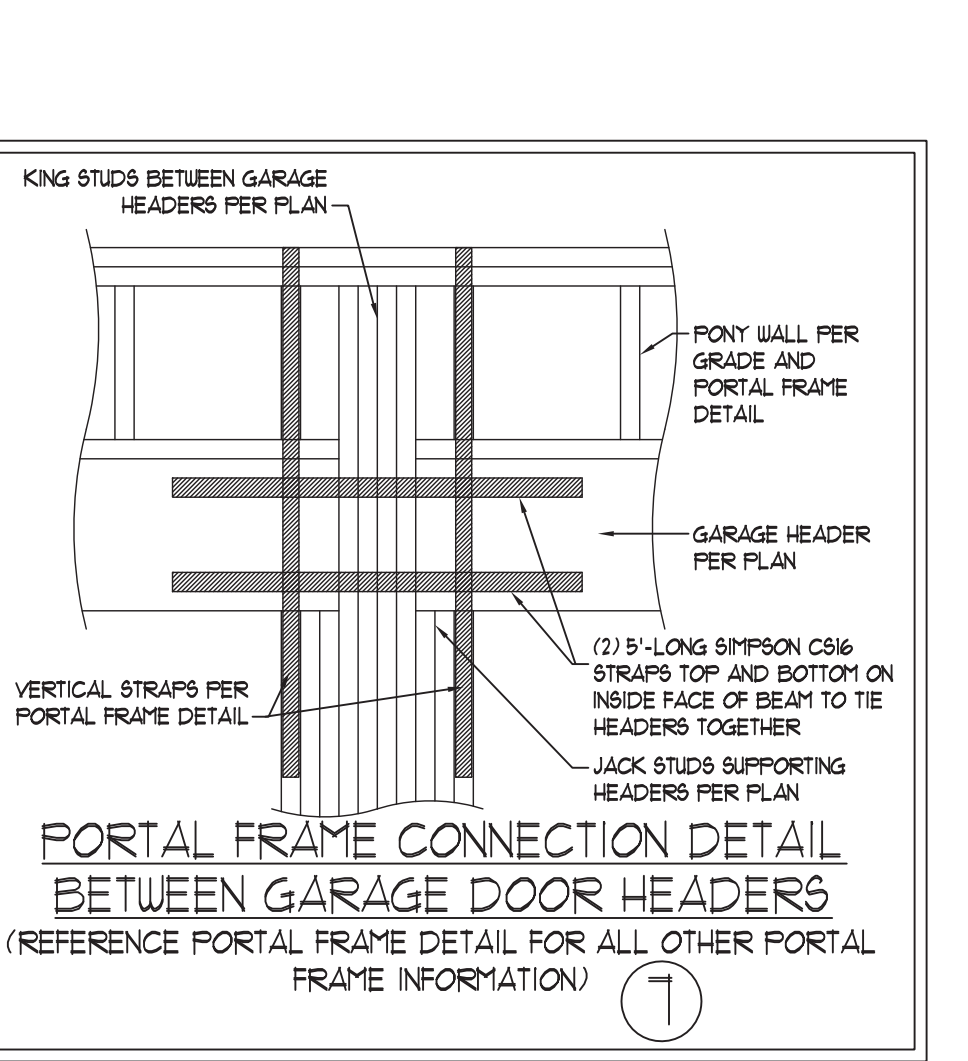 KING STUDS BETWEEN GARAGE
HEADERS PER PLAN
PONY WALL PER
GRADE AND
PORTAL FRAME
DETAIL
GARAGE HEADER
PER PLAN
(2) 5'-LONG SIMPSON CS16
STRAPS TOP AND BOTTOM ON
INSIDE FACE OF BEAM TO TIE
HEADERS TOGETHER
VERTICAL STRAPS PER
PORTAL FRAME DETAIL
JACK STUDS SUPPORTING
HEADERS PER PLAN
PORTAL FRAME CONNECTION DETAIL
BETWEEN GARAGE DOOR HEADERS
(REFERENCE PORTAL FRAME DETAIL FOR ALL OTHER PORTAL
FRAME INFORMATION)
7